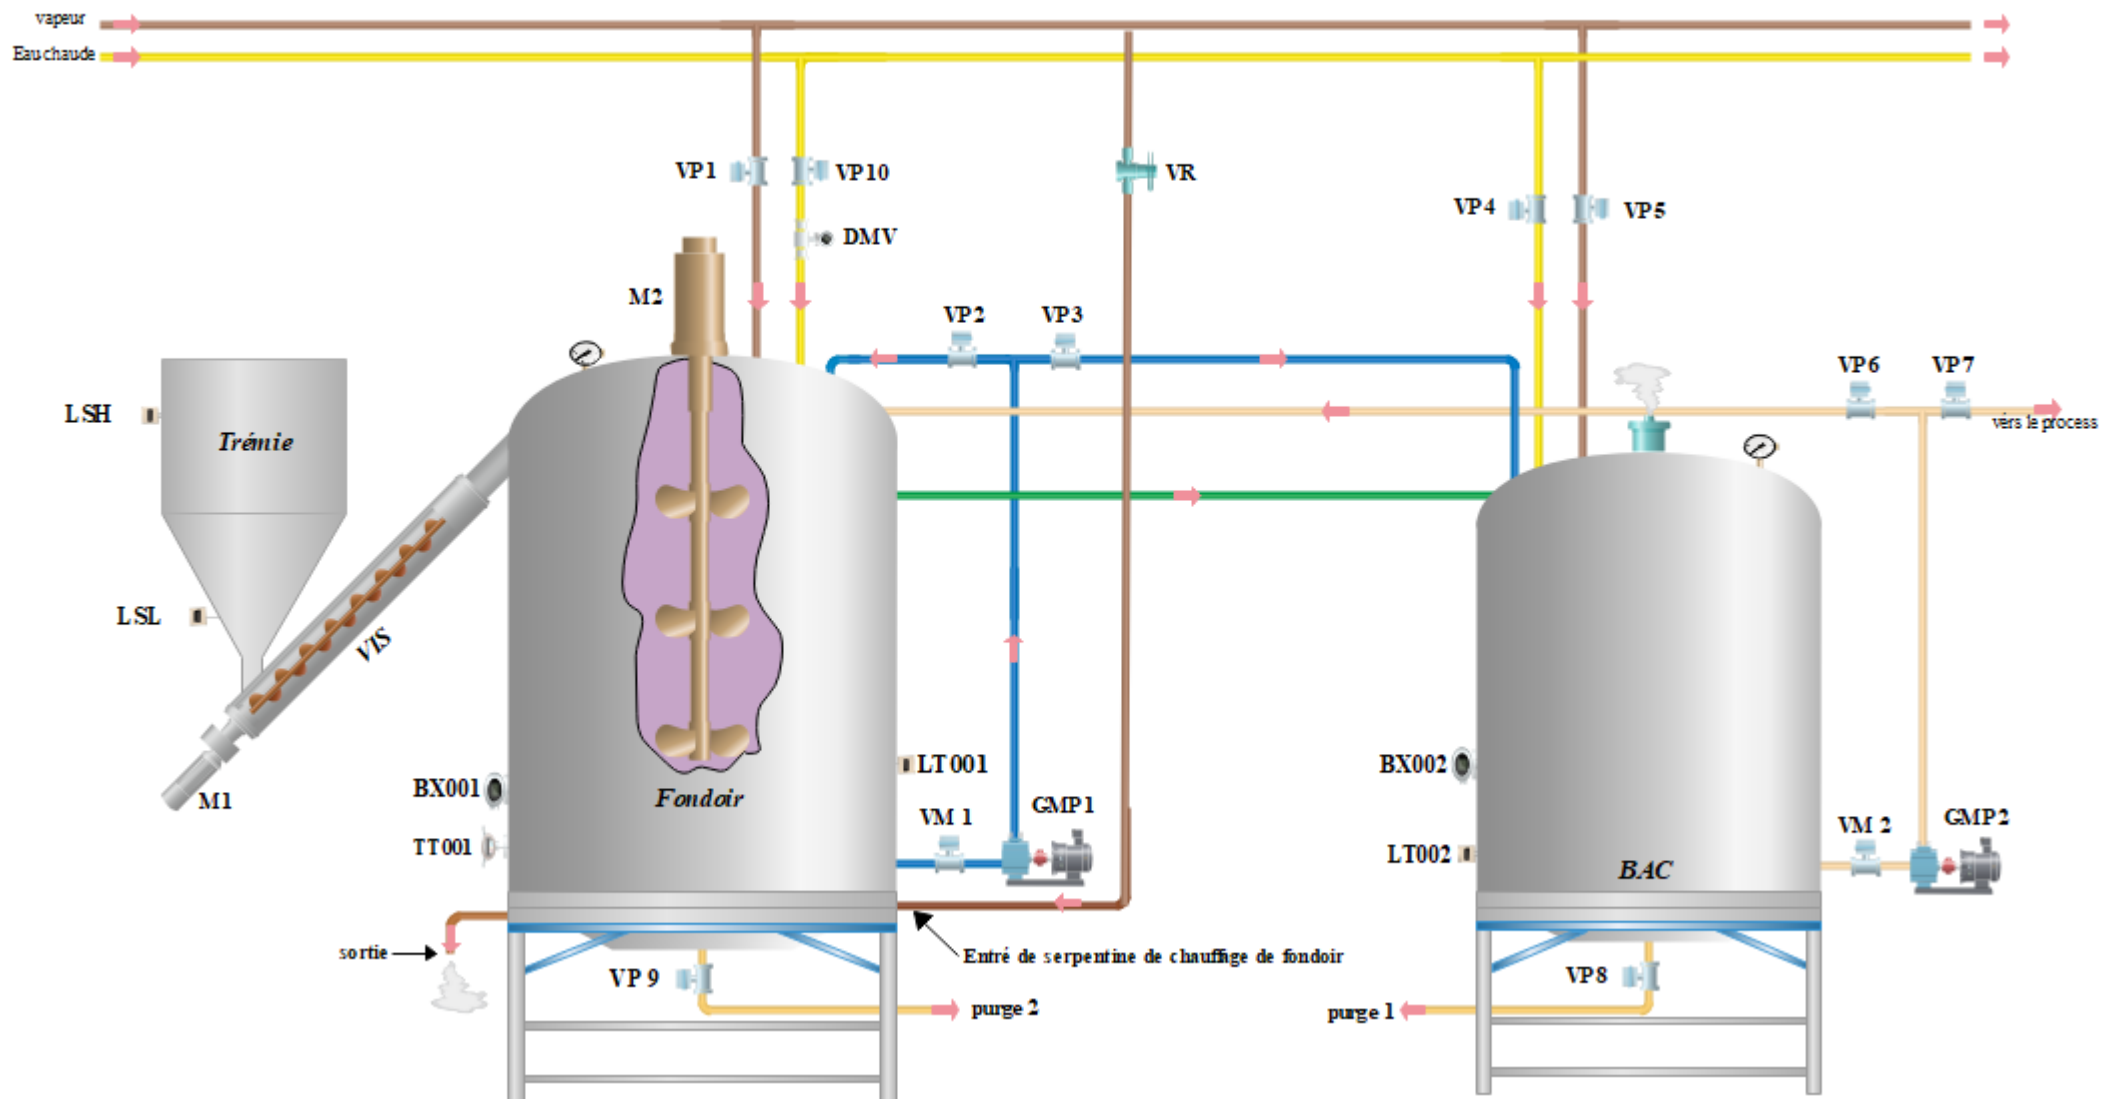 vapeur
Eau chaude
VP1
VP10
VR
VP4
VP5
DMV
M2
VP2
VP3
VP6
VP7
LSH
Trémie
vérs le process
LSL
VIS
M1
BX001
LT001
BX002
Fondoir
TT001
VM 1
GMP1
LT002
VM 2
GMP2
BAC
sortie
Entré de serpentine de chauffage de fondoir
VP 9
purge 2
VP8
purge 1